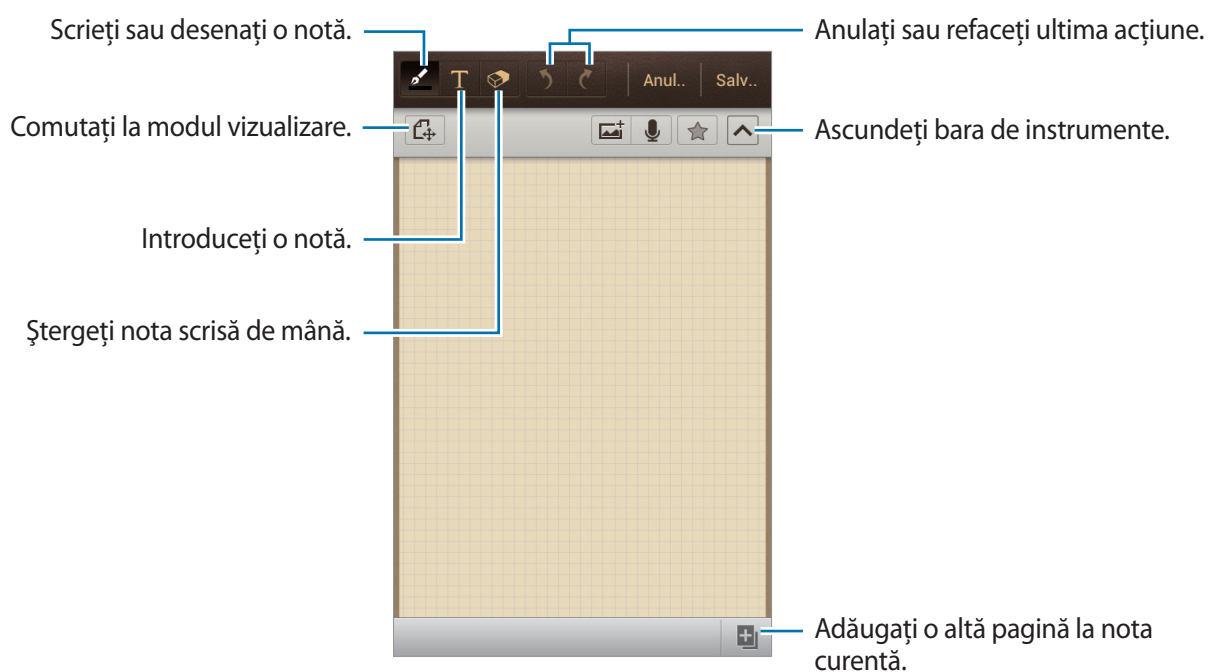 Scrieți sau desenați o notă.
Anulați sau refaceți ultima acțiune.
T
Anul..
Salv..
Comutați la modul vizualizare.
Ascundeți bara de instrumente.
Introduceți o notă.
Ștergeți nota scrisă de mână.
Adăugați o altă pagină la nota
curentă.